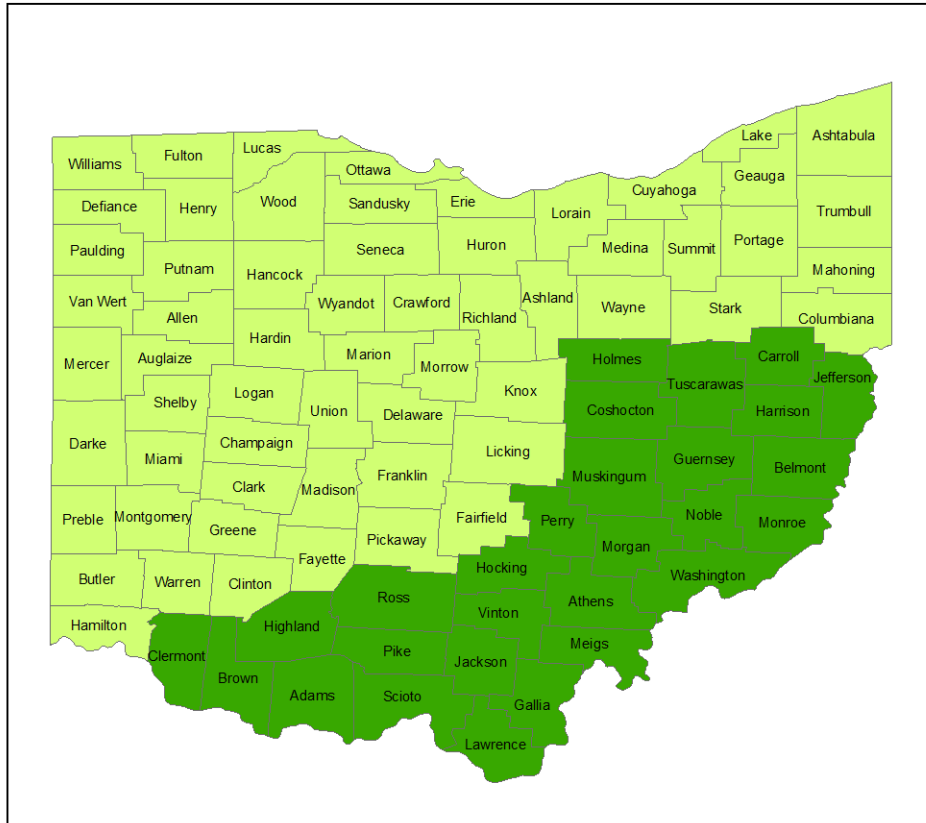 Lake
Ashtabula
Lucas
Fulton
Williams
Ottawa
Geauga
Cuyahoga
Defiance
Henry
Wood
Sandusky
Erie
Lorain
Trumbull
Paulding
Seneca
Huron
Medina
Summit
Portage
Putnam
Hancock
Mahoning
Van Wert
Allen
Wyandot
Crawford
Richland
Ashland
Wayne
Stark
Columbiana
Hardin
Mercer
Auglaize
Marion
Morrow
Holmes
Carroll
Jefferson
Tuscarawas
Logan
Knox
Shelby
Union
Delaware
Coshocton
Harrison
Darke
Champaign
Miami
Licking
Franklin
Guernsey
Belmont
Clark
Madison
Muskingum
Preble
Montgomery
Greene
Fairfield
Perry
Noble
Monroe
Pickaway
Morgan
Fayette
Hocking
Washington
Butler
Warren
Clinton
Ross
Athens
Vinton
Hamilton
Highland
Meigs
Clermont
Pike
Jackson
Brown
Adams
Scioto
Gallia
Lawrence